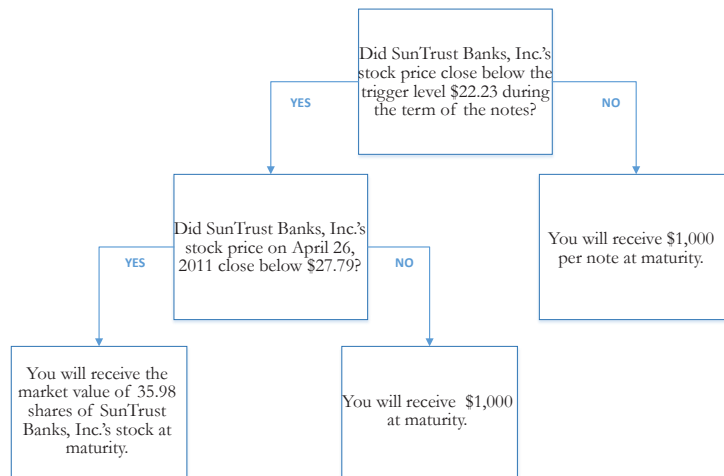 Did SunTrust Banks, Inc.'s
stock price close below the
trigger level $22.23 during
the term of the notes?
YES
NO
Did SunTrust Banks, Inc.'s
stock price on April 26,
2011 close below $27.79?
You will receive $1,000
per note at maturity.
YES
NO
You will receive the
market value of 35.98
shares of SunTrust
Banks, Inc.'s stock at
maturity.
You will receive $1,000
at maturity.